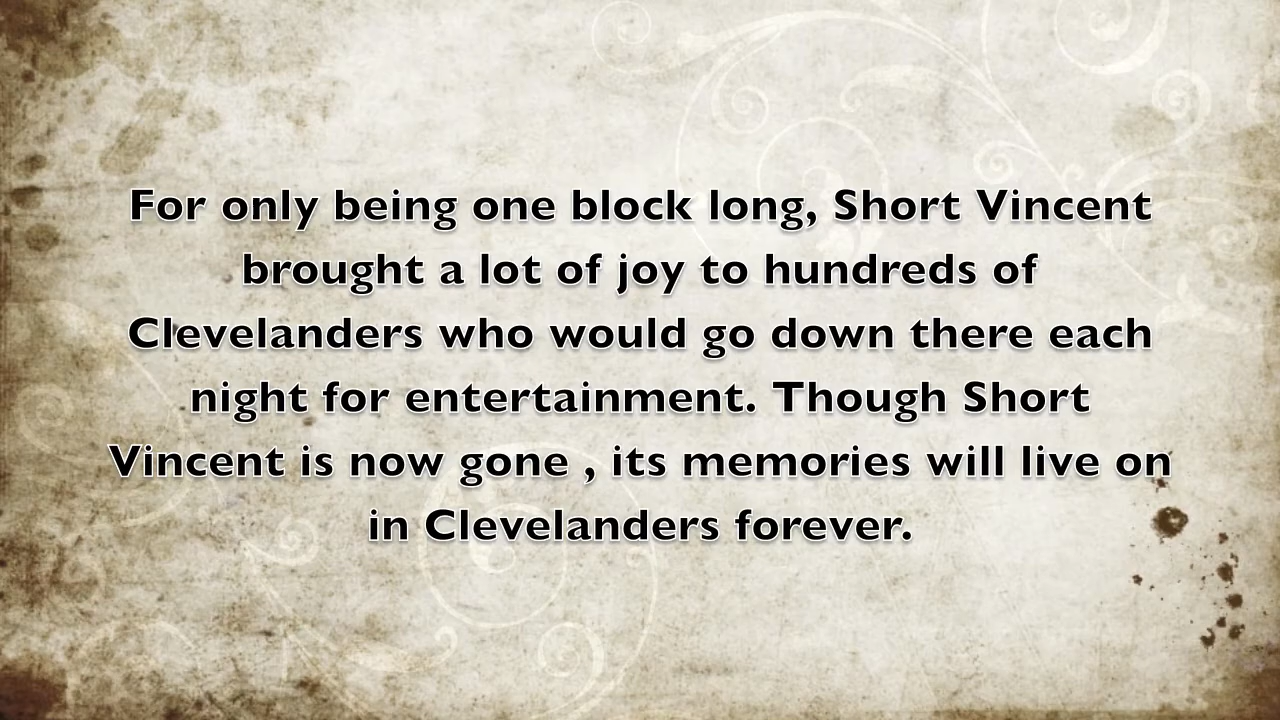 For only being one block long, Short Vincent
brought a lot of joy to hundreds of
Clevelanders who would go down there each
night for entertainment. Though Short
Vincent is now gone , its memories will live on
in Clevelanders forever.